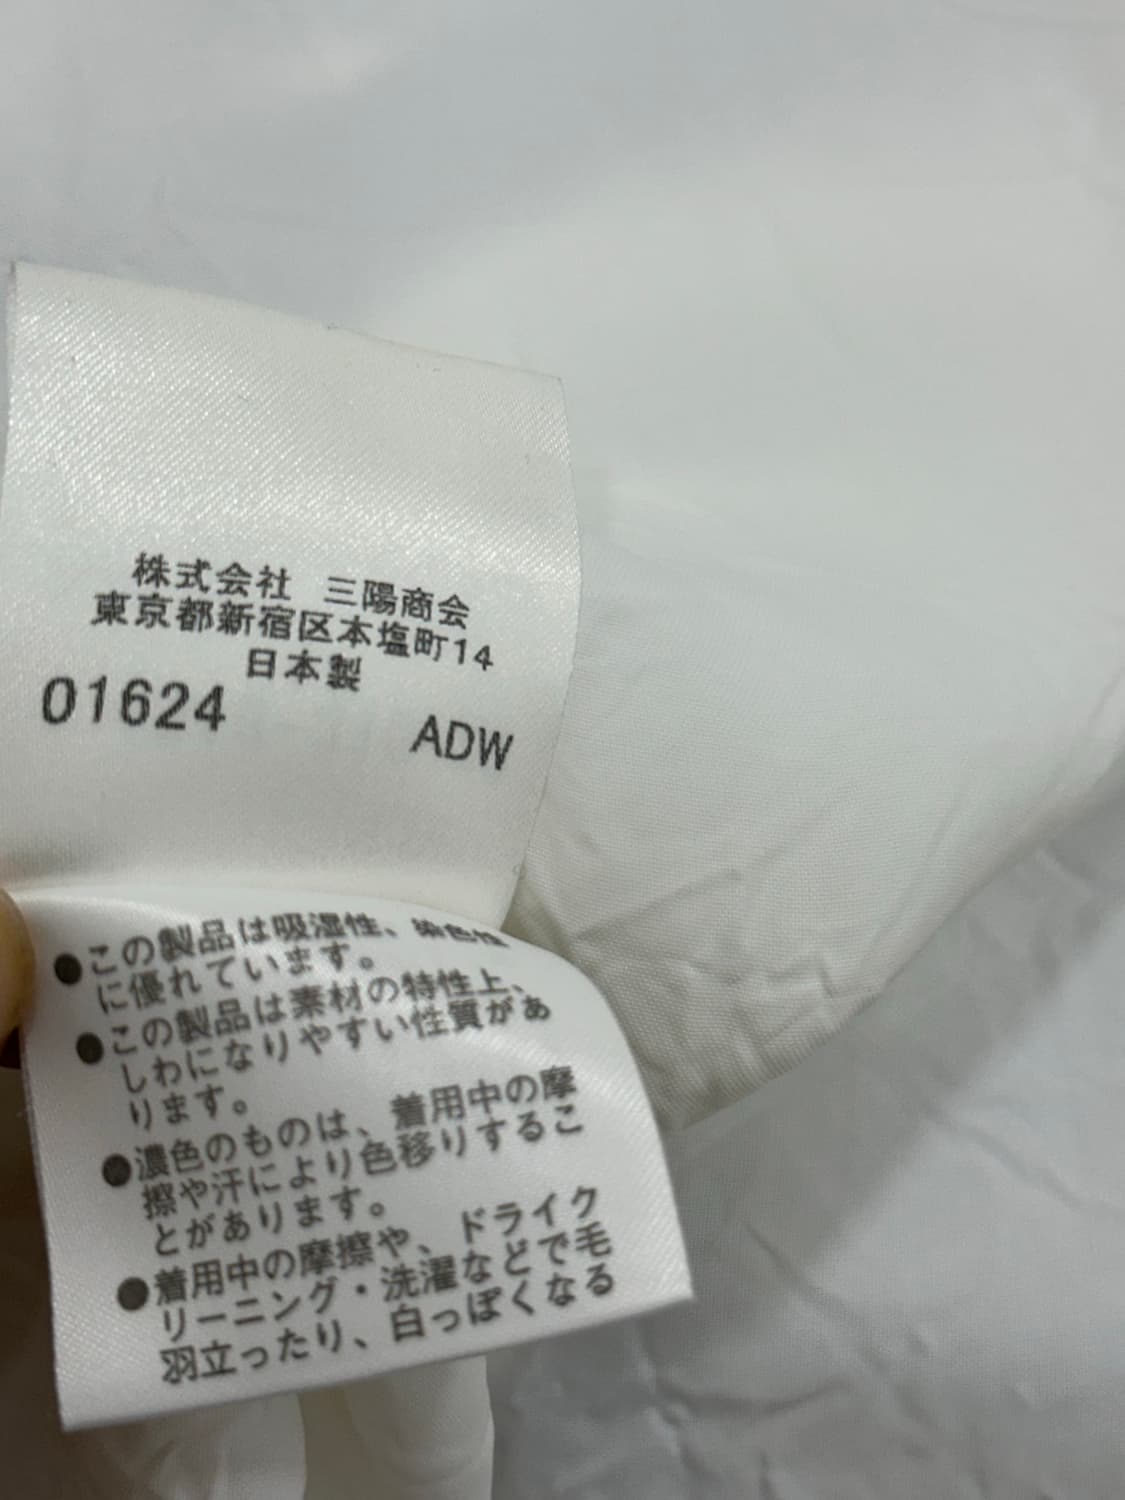 株式会社 三陽商会
東京都新宿区本塩町14
日本製
01624 ADW
●この製品は吸湿性、染色性
に優れています。
●この製品は素材の特性上、
しわになりやすい性質があ
ります。
●濃色のものは、着用中の摩
擦や汗により色移りするこ
とがあります。
●着用中の摩擦や、ドライク
リーニング・洗濯などで毛
羽立ったり、白っぽくなる